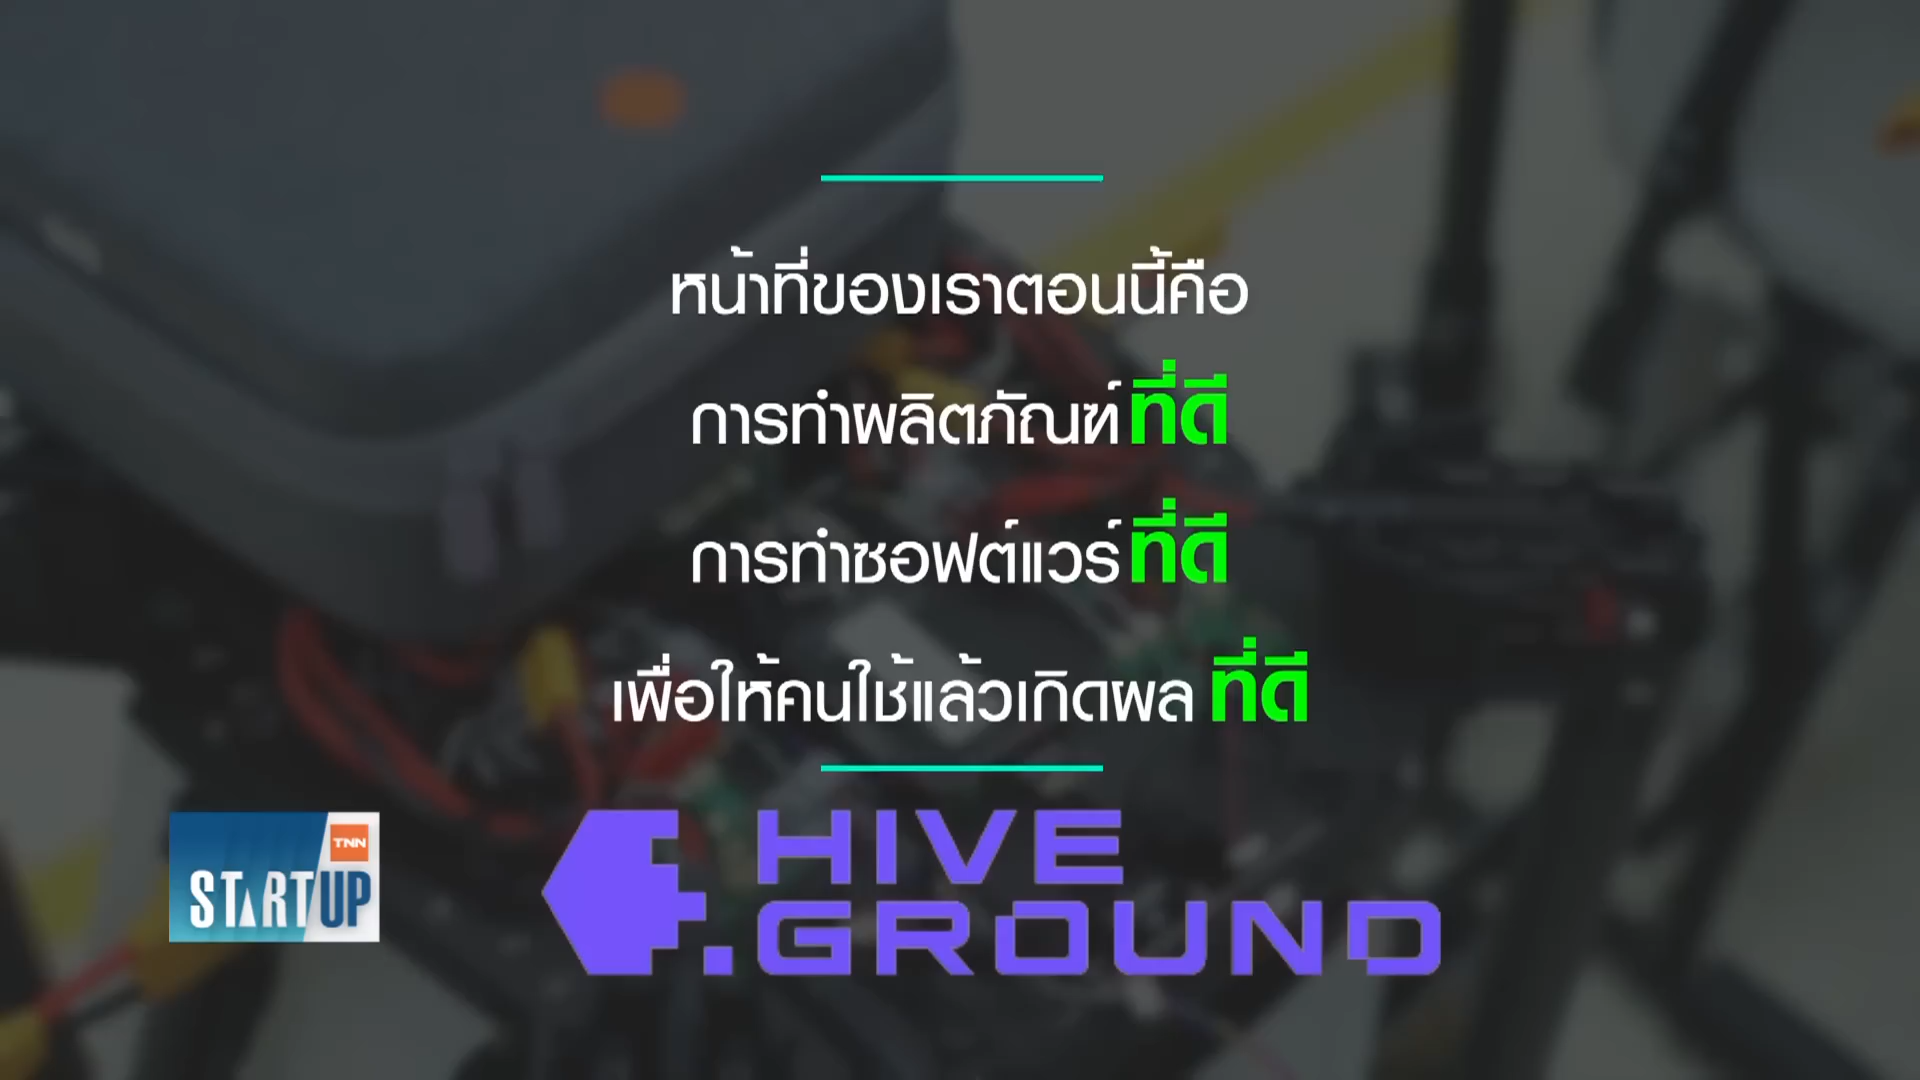 หน้าที่ของเราตอนนี้คือ
การทำผลิตภัณฑ์ที่ดี
การทำซอฟต์แวร์ที่ดี
เพื่อให้คนใช้แล้วเกิดผล ที่ดี
TNN
STARTUP
HIVE
GROUND